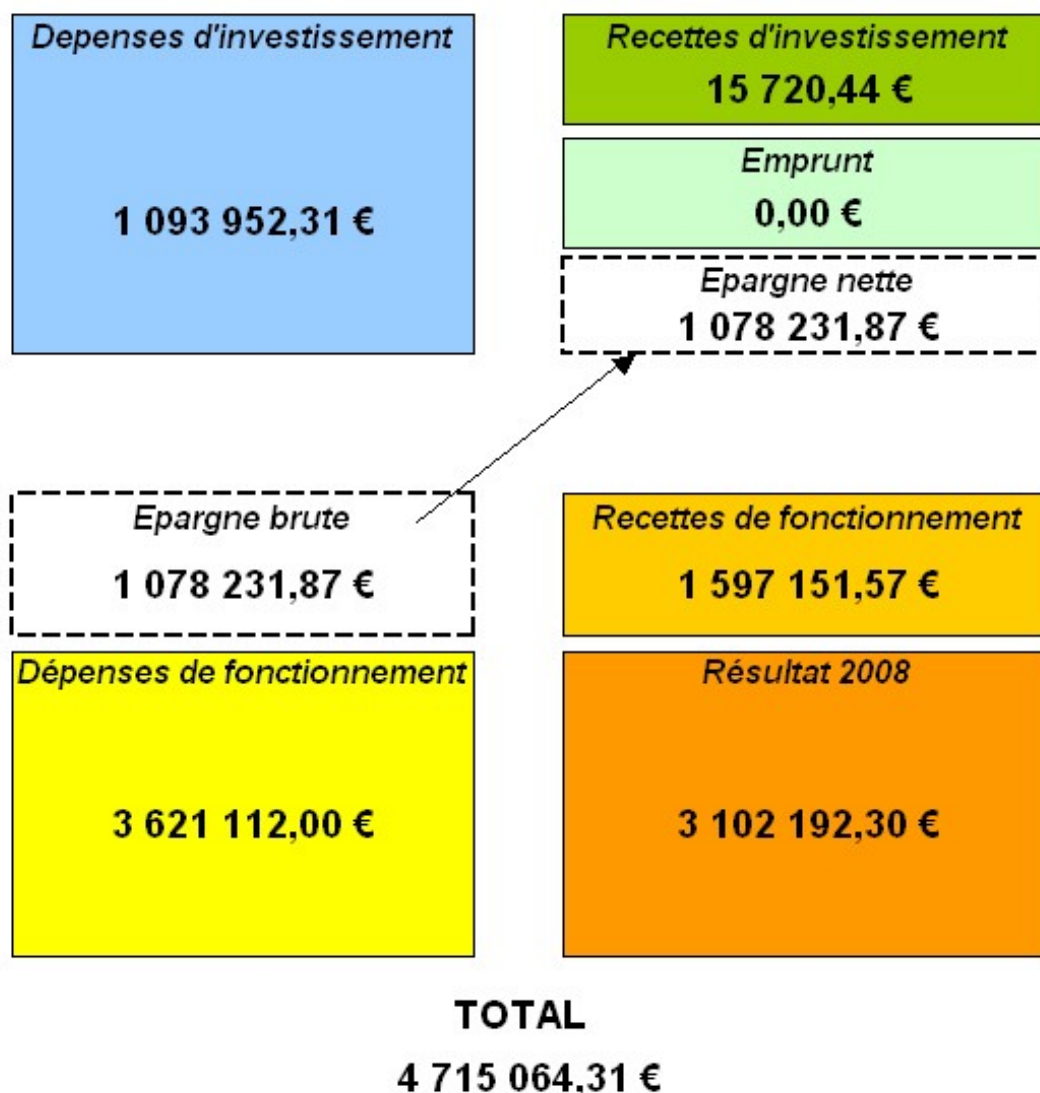 Depenses d'investissement
1 093 952,31 €
Recettes d'investissement
15 720,44 €
Emprunt
0,00 €
Epargne nette
1 078 231,87 €
Epargne brute
1 078 231,87 €
Recettes de fonctionnement
1 597 151,57 €
Dépenses de fonctionnement
3 621 112,00 €
Résultat 2008
3 102 192,30 €
TOTAL
4 715 064,31 €